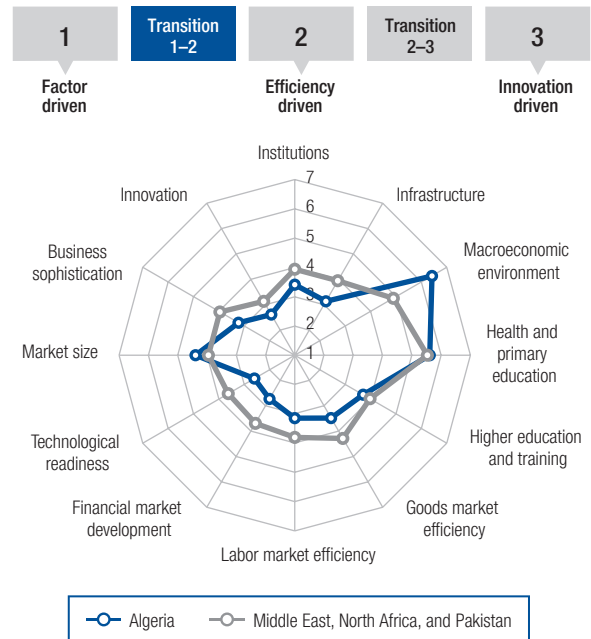 1
Transition
1–2
2
Transition
2–3
3
Factor
driven
Efficiency
driven
Innovation
driven
Institutions
7
6
5
4
3
2
1
Infrastructure
Macroeconomic
environment
Health and
primary
education
Higher education
and training
Goods market
efficiency
Labor market efficiency
Financial market
development
Technological
readiness
Market size
Business
sophistication
Innovation
Algeria
Middle East, North Africa, and Pakistan